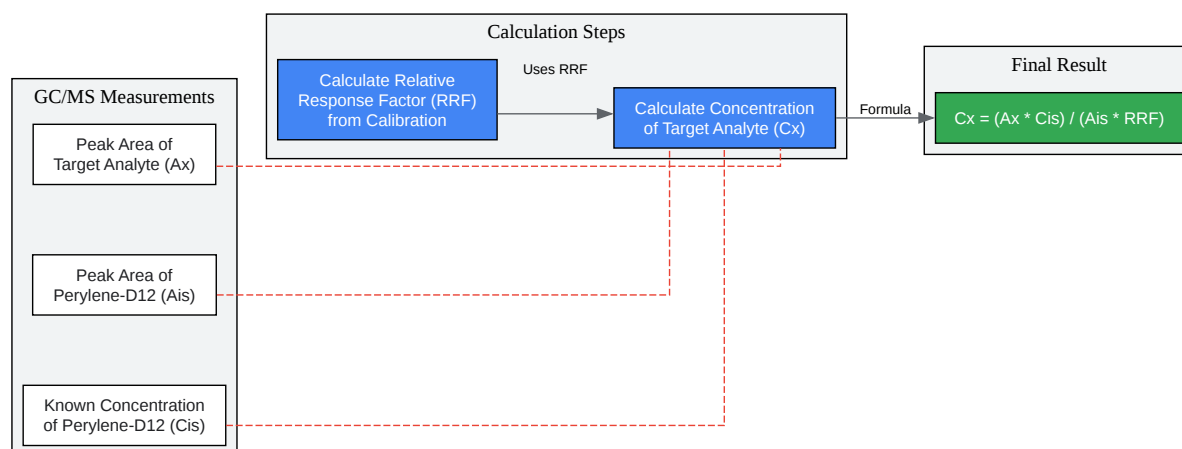 Calculation Steps
Calculate Relative
Response Factor (RRF)
from Calibration
Uses RRF
Calculate Concentration
of Target Analyte (Cx)
Formula
Final Result
Cx = (Ax * Cis) / (Ais * RRF)
GC/MS Measurements
Peak Area of
Target Analyte (Ax)
Peak Area of
Perylene-D12 (Ais)
Known Concentration
of Perylene-D12 (Cis)